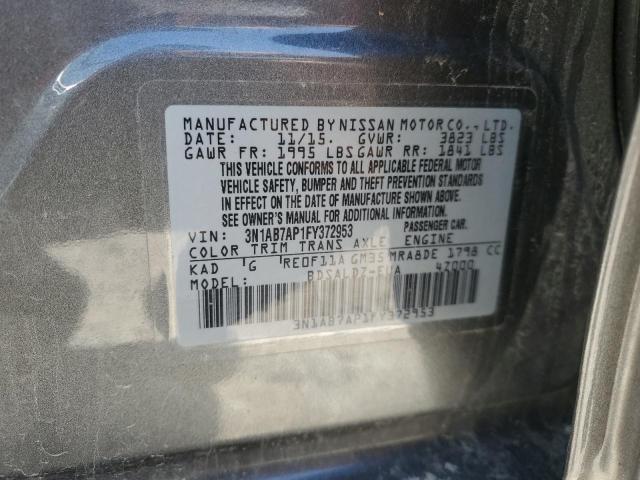 MANUFACTURED BY NISSAN MOTOR CO., LTD.
DATE: 11/15. GVWR: 3823 LBS
GAWR FR: 1995 LBS GAWR RR: 1841 LBS
THIS VEHICLE CONFORMS TO ALL APPLICABLE FEDERAL MOTOR
VEHICLE SAFETY, BUMPER AND THEFT PREVENTION STANDARDS
IN EFFECT ON THE DATE OF MANUFACTURE SHOWN ABOVE.
SEE OWNER'S MANUAL FOR ADDITIONAL INFORMATION.
VIN: 3N1AB7AP1FY372953 PASSENGER CAR.
COLOR TRIM TRANS AXLE ENGINE
KAD G RE0F11A GM35 MRA8DE 1798 CC
MODEL: BDSALDZ-EUA 4Z000
3N1AB7AP1FY372953